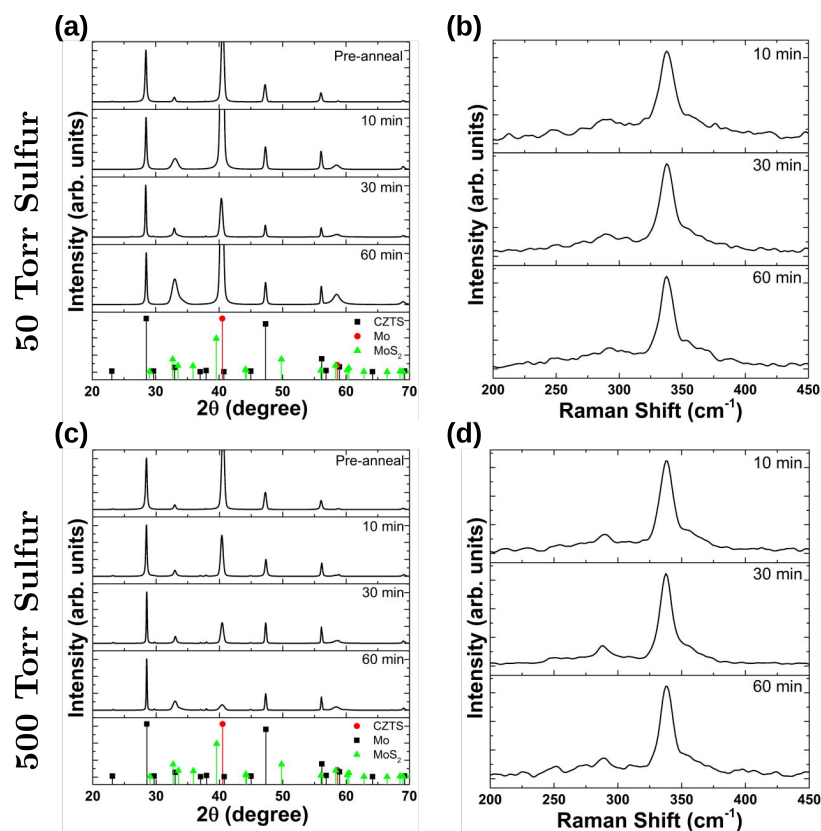 (a)
(b)
50 Torr Sulfur
Intensity (arb. units)
Pre-anneal
10 min
30 min
60 min
CZTS
Mo
MoS2
20 30 40 50 60 70
2θ (degree)
Intensity (arb. units)
10 min
30 min
60 min
200 250 300 350 400 450
Raman Shift (cm-1)
(c)
(d)
500 Torr Sulfur
Intensity (arb. units)
Pre-anneal
10 min
30 min
60 min
CZTS
Mo
MoS2
20 30 40 50 60 70
2θ (degree)
Intensity (arb. units)
10 min
30 min
60 min
200 250 300 350 400 450
Raman Shift (cm-1)